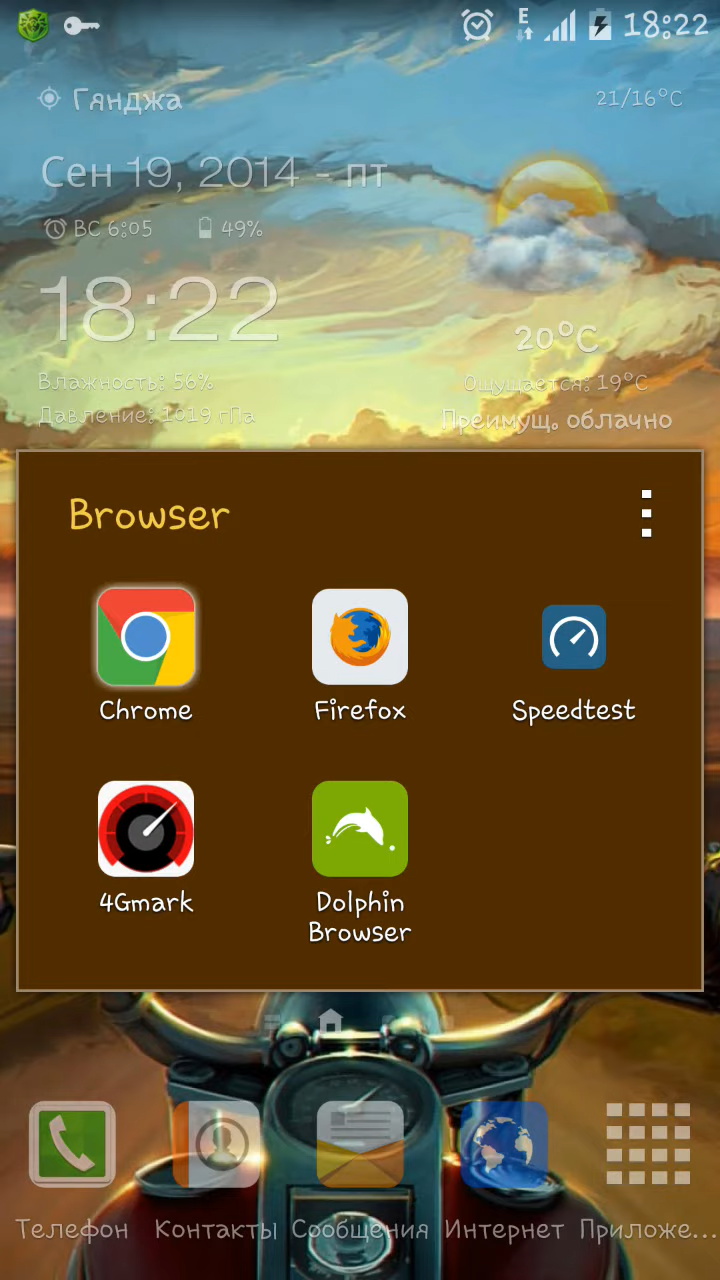 E 18:22
Гянджа 21/16°C
Сен 19, 2014 - пт
ВС 6:05 49%
18:22
20°C
Влажность: 56% Ощущается: 19°C
Давление: 1019 гПа Преимущ. облачно
Browser
Chrome Firefox Speedtest
4Gmark Dolphin
Browser
Телефон Контакты Сообщения Интернет Приложе...